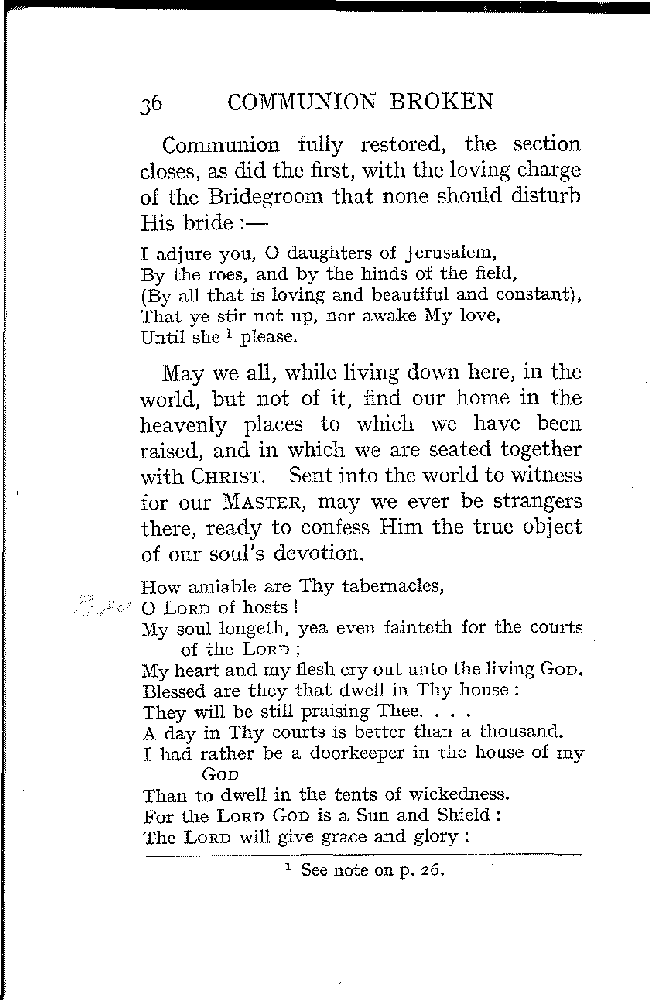 36 COMMUNION BROKEN
Communion fully restored, the section
closes, as did the first, with the loving charge
of the Bridegroom that none should disturb
His bride :—
I adjure you, O daughters of Jerusalem,
By the roes, and by the hinds of the field,
(By all that is loving and beautiful and constant),
That ye stir not up, nor awake My love,
Until she ¹ please.
May we all, while living down here, in the
world, but not of it, find our home in the
heavenly places to which we have been
raised, and in which we are seated together
with CHRIST. Sent into the world to witness
for our MASTER, may we ever be strangers
there, ready to confess Him the true object
of our soul's devotion.
How amiable are Thy tabernacles,
O LORD of hosts !
My soul longeth, yea even fainteth for the courts
of the LORD ;
My heart and my flesh cry out unto the living GOD.
Blessed are they that dwell in Thy house :
They will be still praising Thee. . . .
A day in Thy courts is better than a thousand.
I had rather be a doorkeeper in the house of my
GOD
Than to dwell in the tents of wickedness.
For the LORD GOD is a Sun and Shield :
The LORD will give grace and glory :
¹ See note on p. 26.